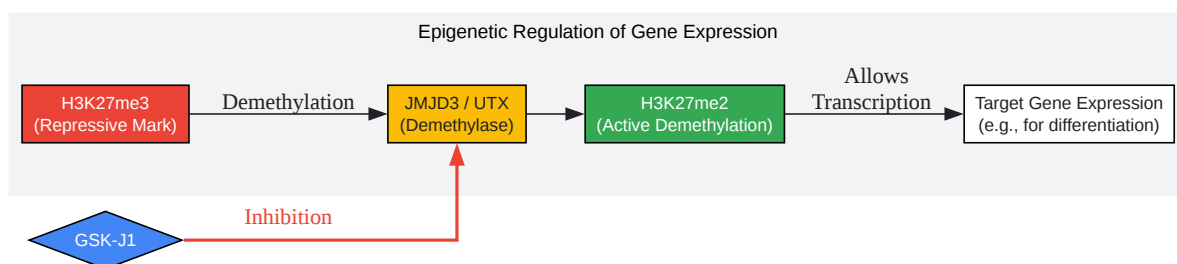 Epigenetic Regulation of Gene Expression
H3K27me3
(Repressive Mark)
Demethylation
JMJD3 / UTX
(Demethylase)
H3K27me2
(Active Demethylation)
Allows
Transcription
Target Gene Expression
(e.g., for differentiation)
Inhibition
GSK-J1